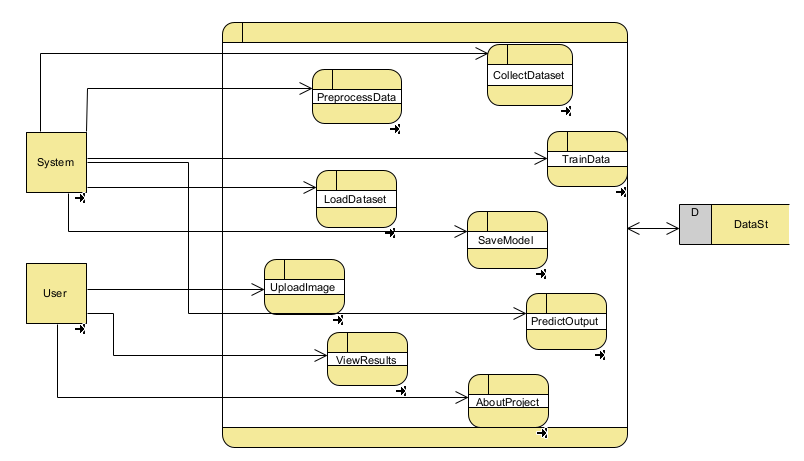 CollectDataset
PreprocessData
System
TrainData
LoadDataset
D
DataSt
SaveModel
User
UploadImage
PredictOutput
ViewResults
AboutProject